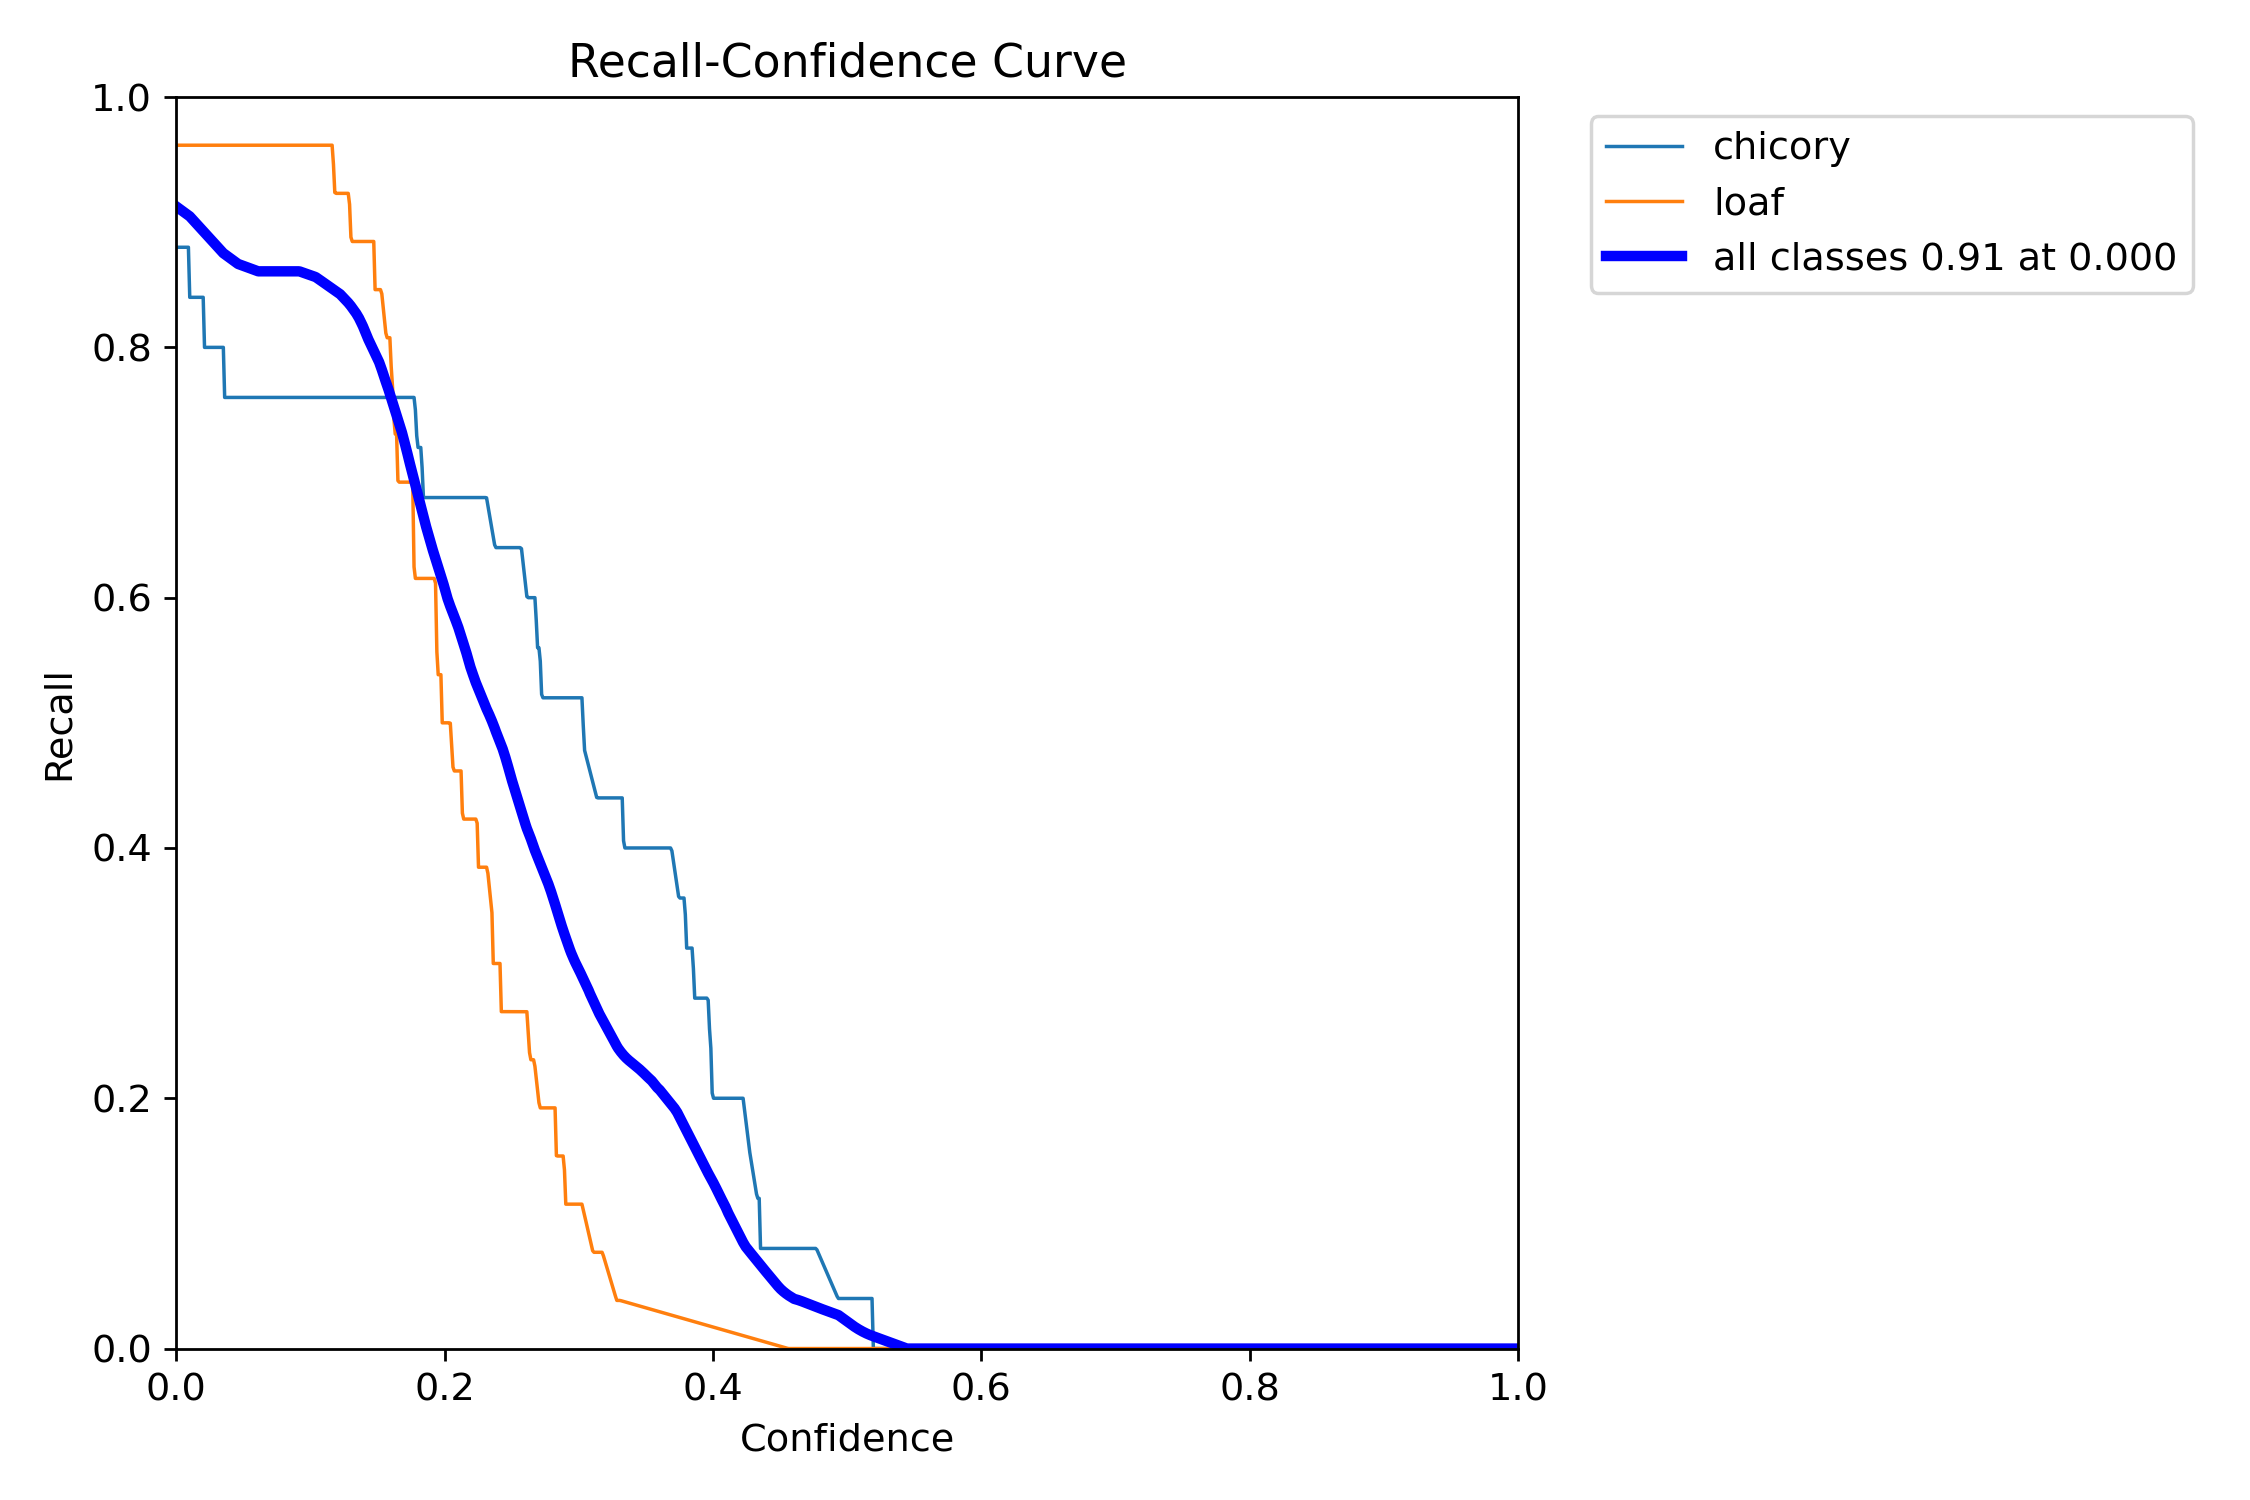 Recall-Confidence Curve
1.0
0.8
0.6
0.4
0.2
0.0
Recall
0.0 0.2 0.4 0.6 0.8 1.0
Confidence
chicory
loaf
all classes 0.91 at 0.000